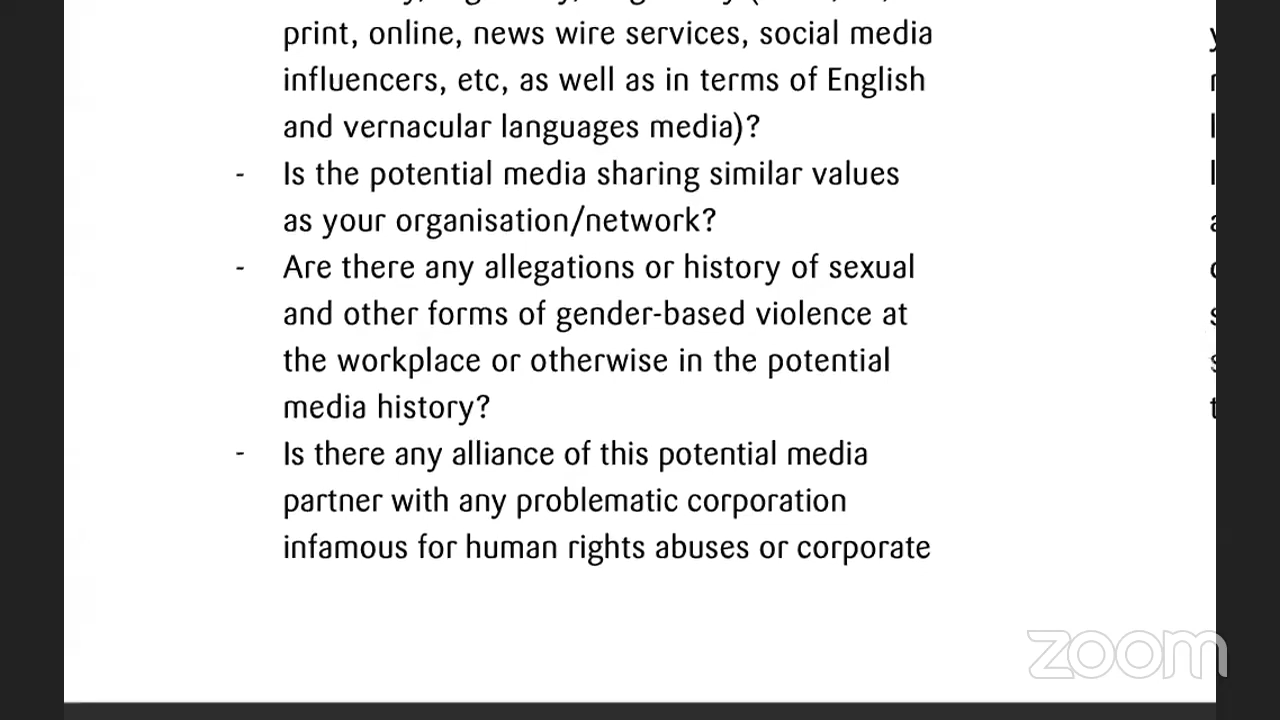 print, online, news wire services, social media
influencers, etc, as well as in terms of English
and vernacular languages media)?
- Is the potential media sharing similar values
as your organisation/network?
- Are there any allegations or history of sexual
and other forms of gender-based violence at
the workplace or otherwise in the potential
media history?
- Is there any alliance of this potential media
partner with any problematic corporation
infamous for human rights abuses or corporate
zoom